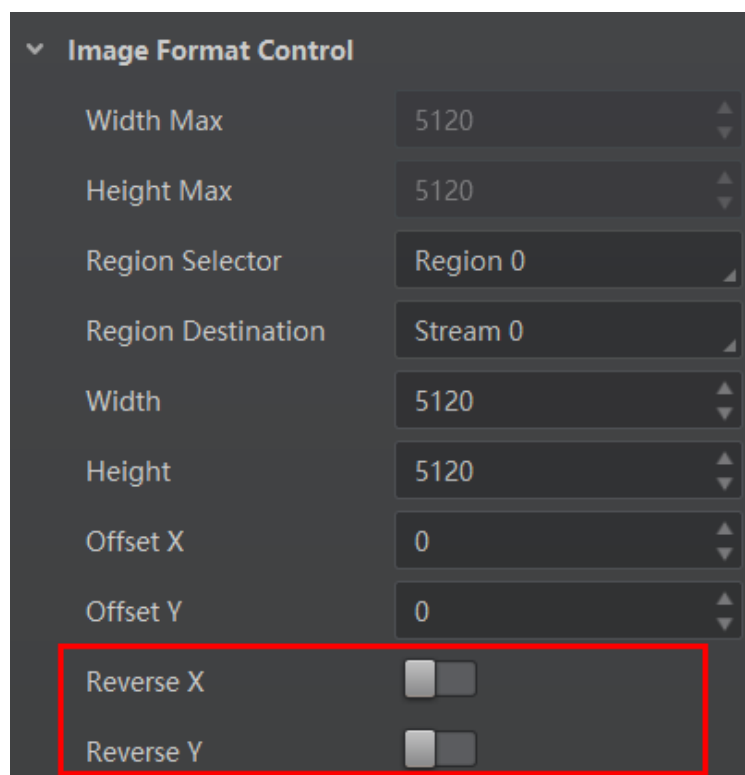 Image Format Control
Width Max 5120
Height Max 5120
Region Selector Region 0
Region Destination Stream 0
Width 5120
Height 5120
Offset X 0
Offset Y 0
Reverse X
Reverse Y